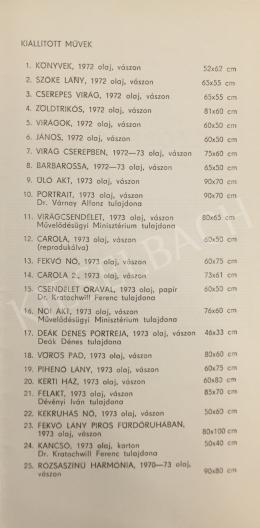 KIÁLLÍTOTT MŰVEK
1. KÖNYVEK, 1972 olaj, vászon 52x62 cm
2. SZŐKE LÁNY, 1972 olaj, vászon 65x55 cm
3. CSEREPES VIRÁG, 1972 olaj, vászon 65x55 cm
4. ZÖLDTRIKÓS, 1972 olaj, vászon 81x60 cm
5. VIRÁGOK, 1972 olaj, vászon 60x50 cm
6. JÁNOS, 1972 olaj, vászon 60x50 cm
7. VIRÁG CSERÉPBEN, 1972—73 olaj, vászon 75x60 cm
8. BARBAROSSA, 1972—73 olaj, vászon 65x50 cm
9. ÜLŐ AKT, 1973 olaj, vászon 90x70 cm
10. PORTRAIT, 1973 olaj, vászon 90x70 cm
Dr. Várnay Alfonz tulajdona
11. VIRÁGCSENDÉLET, 1973 olaj, vászon 80x65 cm
Művelődésügyi Minisztérium tulajdona
12. CAROLA, 1973 olaj, vászon 60x50 cm
(reprodukálva)
13. FEKVŐ NŐ, 1973 olaj, vászon 60x75 cm
14. CAROLA 2., 1973 olaj, vászon 73x61 cm
15. CSENDÉLET ÓRÁVAL, 1973 olaj, papír 60x50 cm
Dr. Kratochwill Ferenc tulajdona
16. NŐI AKT, 1973 olaj, vászon 76x60 cm
Művelődésügyi Minisztérium tulajdona
17. DEÁK DÉNES PORTRÉJA, 1973 olaj, vászon 46x33 cm
Deák Dénes tulajdona
18. VÖRÖS PAD, 1973 olaj, vászon 80x60 cm
19. PIHENŐ LÁNY, 1973 olaj, vászon 60x75 cm
20. KERTI HÁZ, 1973 olaj, vászon 60x80 cm
21. FÉLAKT, 1973 olaj, vászon 85x70 cm
Dévényi Iván tulajdona
22. KÉKRUHÁS NŐ, 1973 olaj, vászon 50x60 cm
23. FEKVŐ LÁNY PIROS FÜRDŐRUHÁBAN,
1973 olaj, vászon 80x100 cm
24. KANCSÓ, 1973 olaj, karton 50x40 cm
Dr. Kratochwill Ferenc tulajdona
25. RÓZSASZÍNŰ HARMÓNIA, 1970—73 olaj,
vászon 90x80 cm